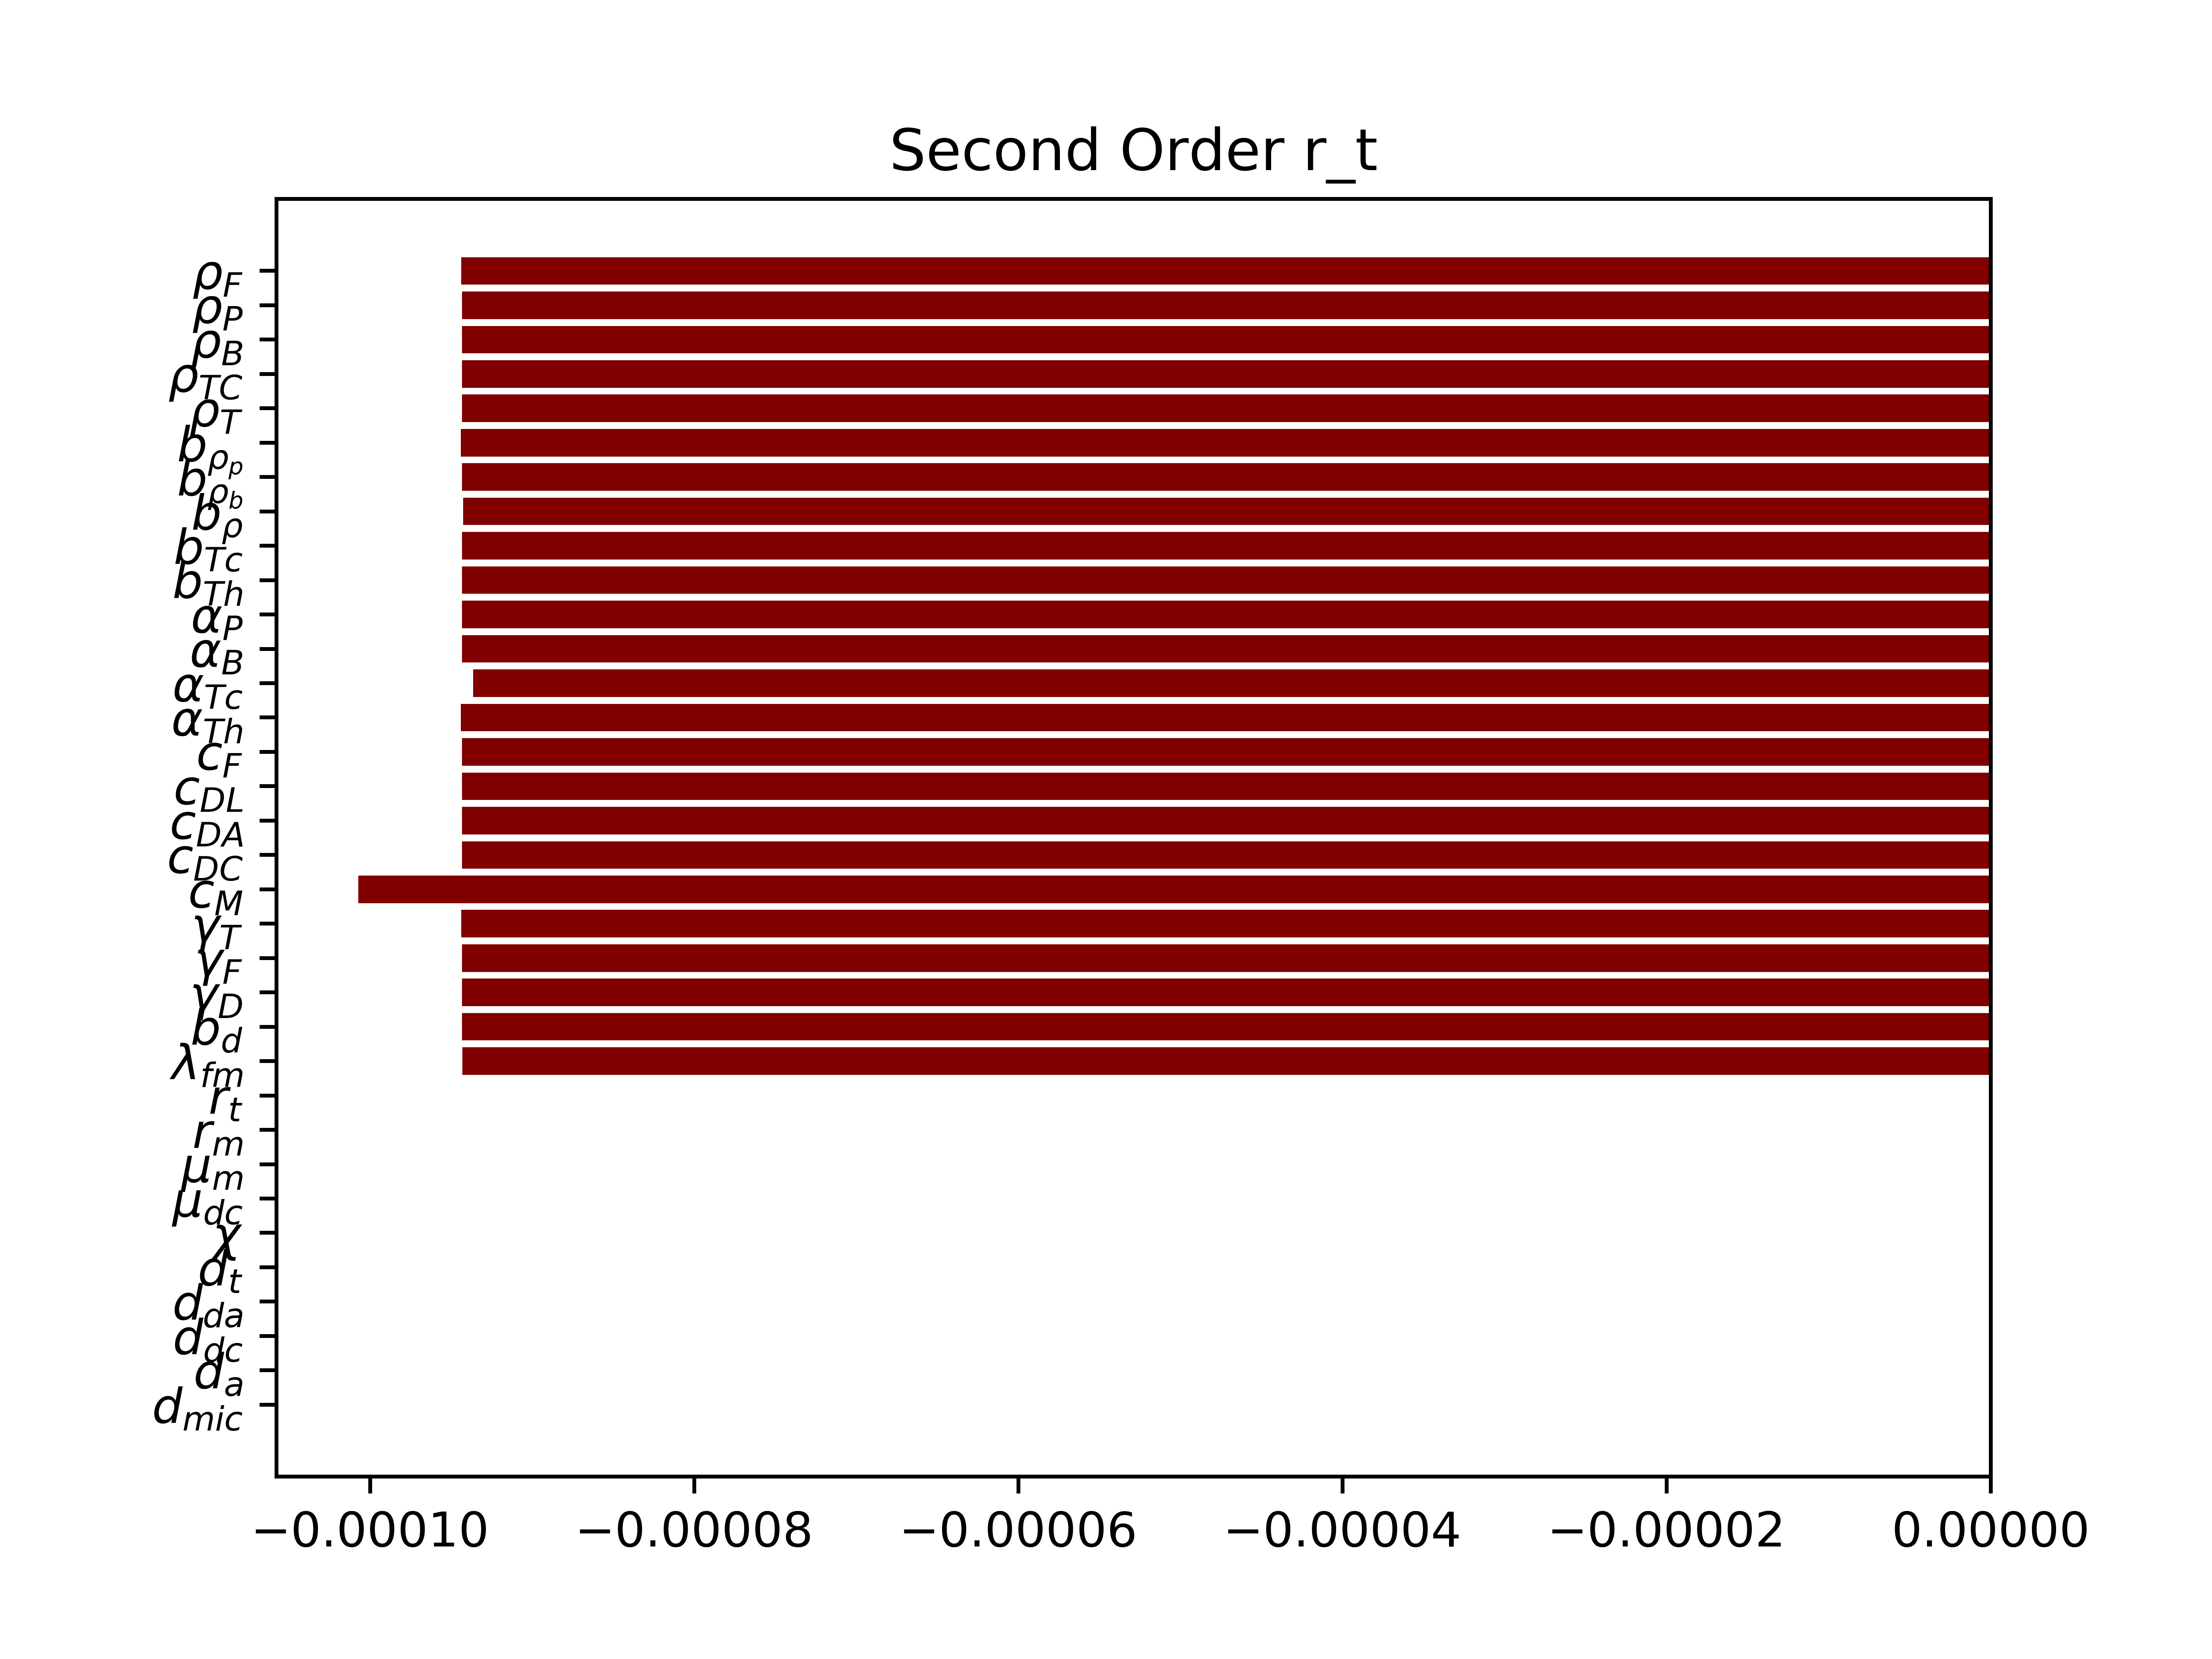 Second Order r_t
ρ_F
ρ_P
ρ_B
ρ_TC
ρ_T
b_ρ_p
b_ρ_b
b_ρ
b_Tc
b_Th
α_P
α_B
α_Tc
α_Th
c_F
c_DL
c_DA
c_DC
c_M
γ_T
γ_F
γ_D
b_d
λ_fm
r_t
r_m
μ_m
μ_dc
χ
d_t
d_da
d_dc
d_a
d_mic
−0.00010 −0.00008 −0.00006 −0.00004 −0.00002 0.00000